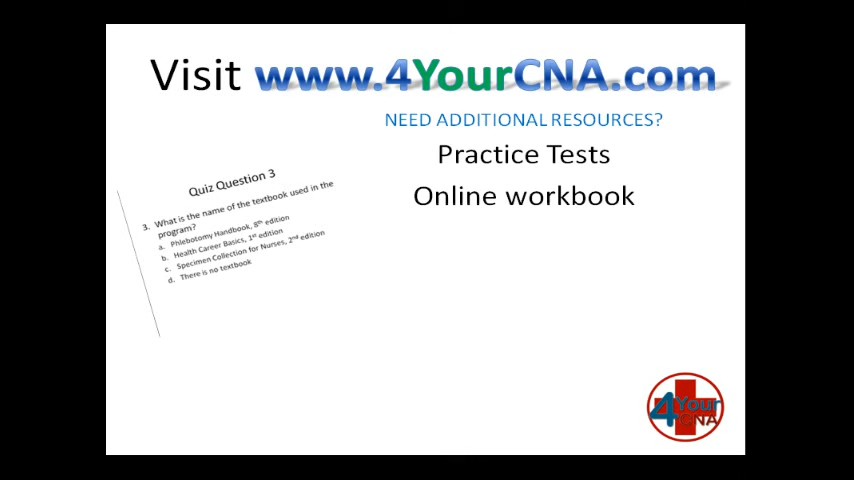 Visit www.4YourCNA.com
NEED ADDITIONAL RESOURCES?
Practice Tests
Online workbook
Quiz Question 3
3. What is the name of the textbook used in the
program?
a. Phlebotomy Handbook, 8th edition
b. Health Career Basics, 1st edition
c. Specimen Collection for Nurses, 2nd edition
d. There is no textbook
4Your
CNA